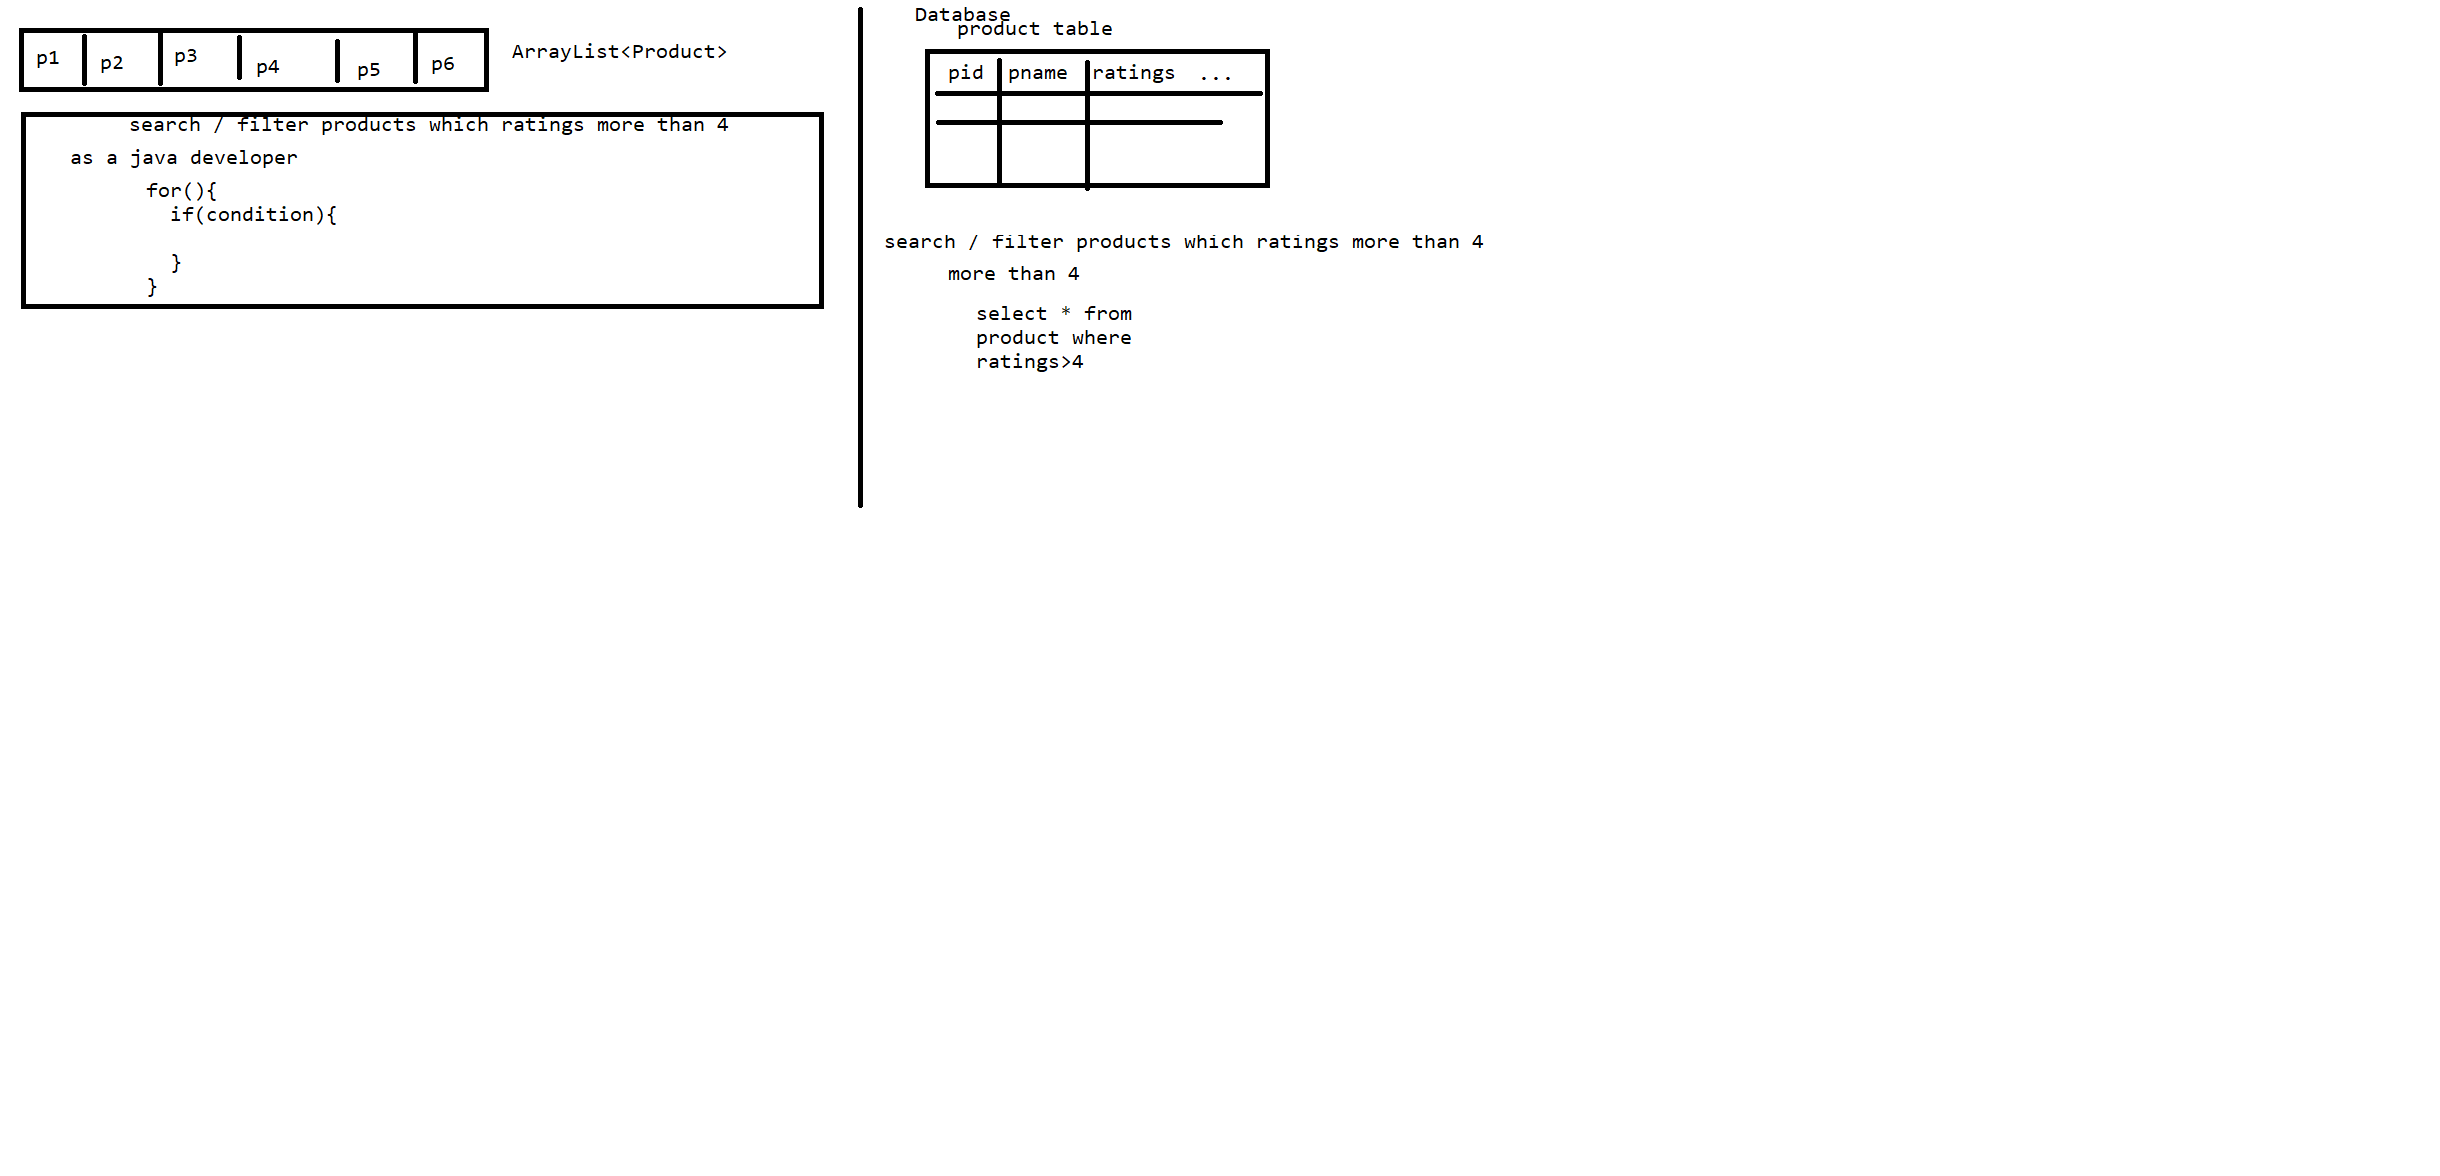 p1 p2 p3 p4 p5 p6 ArrayList<Product>
search / filter products which ratings more than 4
as a java developer
for(){
if(condition){
}
}
Database
product table
pid pname ratings ...
search / filter products which ratings more than 4
more than 4
select * from
product where
ratings>4